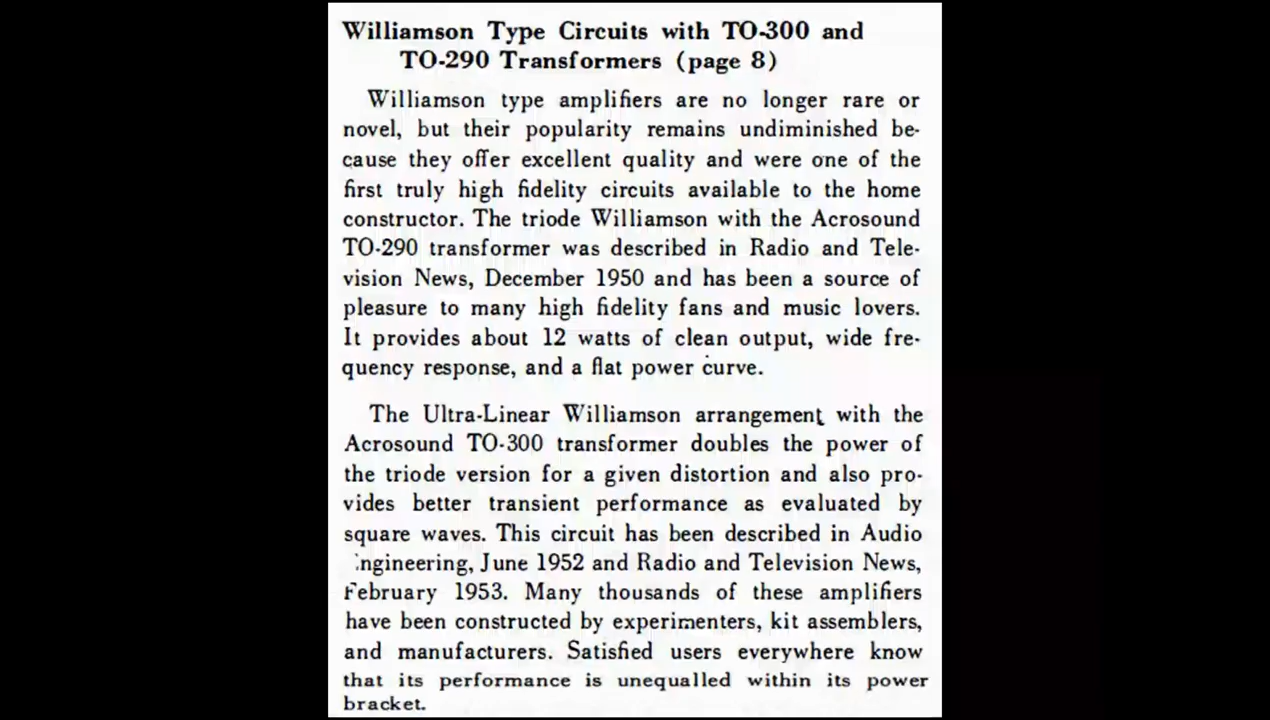 Williamson Type Circuits with TO-300 and
TO-290 Transformers (page 8)
Williamson type amplifiers are no longer rare or
novel, but their popularity remains undiminished be-
cause they offer excellent quality and were one of the
first truly high fidelity circuits available to the home
constructor. The triode Williamson with the Acrosound
TO-290 transformer was described in Radio and Tele-
vision News, December 1950 and has been a source of
pleasure to many high fidelity fans and music lovers.
It provides about 12 watts of clean output, wide fre-
quency response, and a flat power curve.
The Ultra-Linear Williamson arrangement with the
Acrosound TO-300 transformer doubles the power of
the triode version for a given distortion and also pro-
vides better transient performance as evaluated by
square waves. This circuit has been described in Audio
Engineering, June 1952 and Radio and Television News,
February 1953. Many thousands of these amplifiers
have been constructed by experimenters, kit assemblers,
and manufacturers. Satisfied users everywhere know
that its performance is unequalled within its power
bracket.